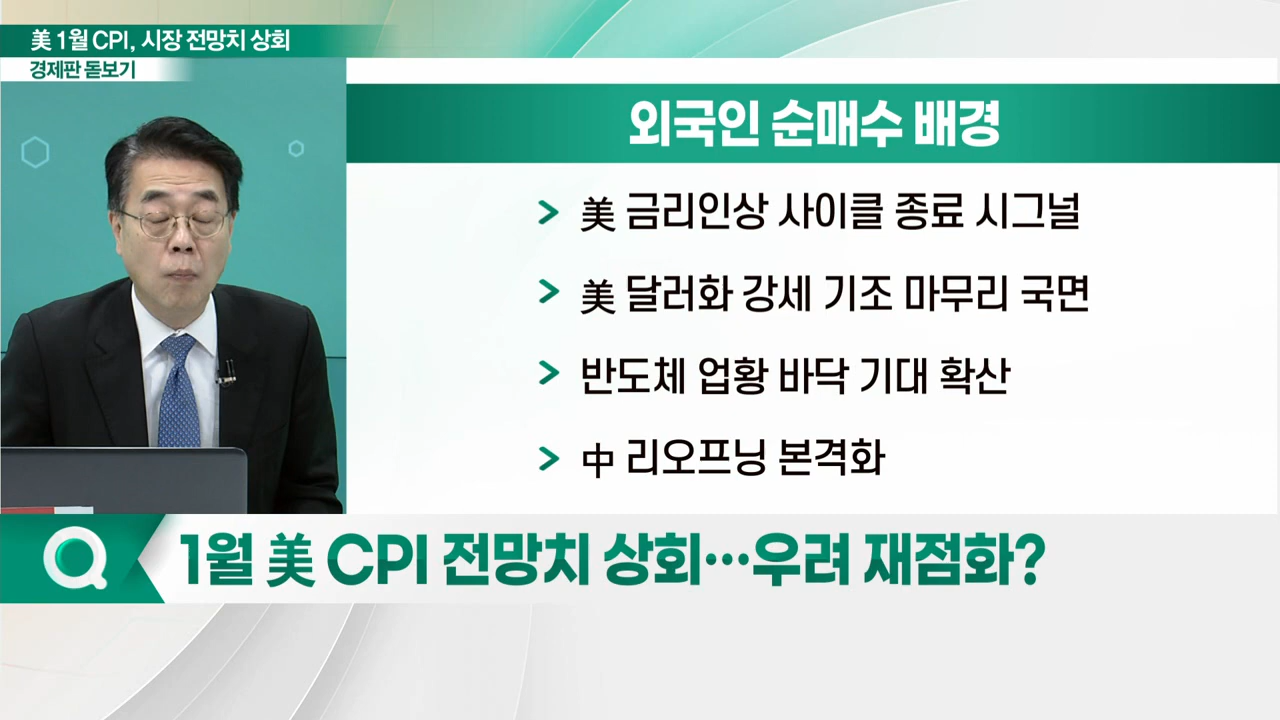 美 1월 CPI, 시장 전망치 상회
경제판 돋보기
외국인 순매수 배경
> 美 금리인상 사이클 종료 시그널
> 美 달러화 강세 기조 마무리 국면
> 반도체 업황 바닥 기대 확산
> 中 리오프닝 본격화
Q 1월 美 CPI 전망치 상회…우려 재점화?